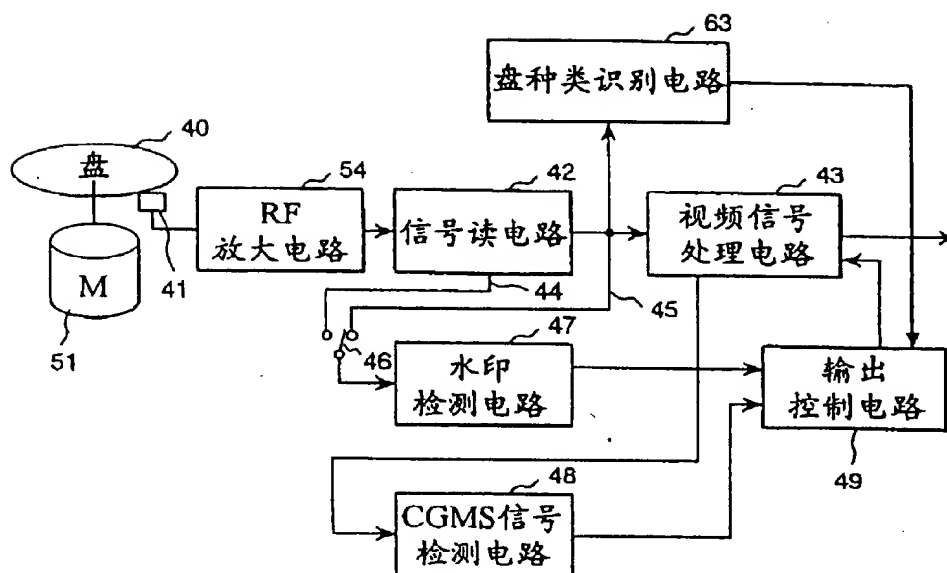 63
盘种类识别电路
40
盘
54
RF
放大电路
42
信号读电路
43
视频信号
处理电路
41
M
51
44
45
46
47
水印
检测电路
输出
控制电路
49
48
CGMS信号
检测电路